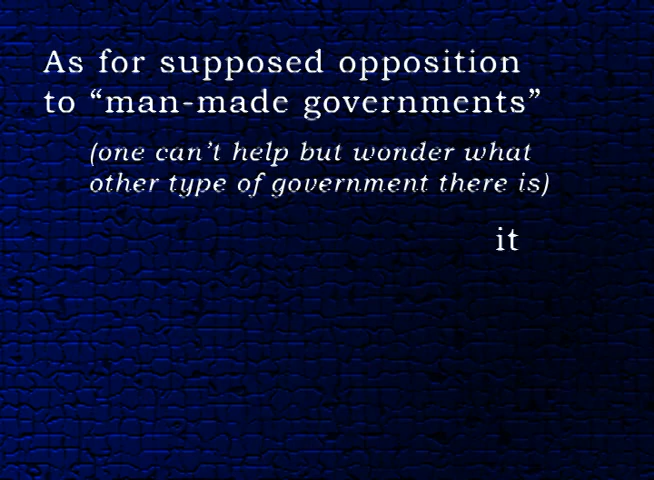 As for supposed opposition
to “man-made governments”
(one can’t help but wonder what
other type of government there is)
it